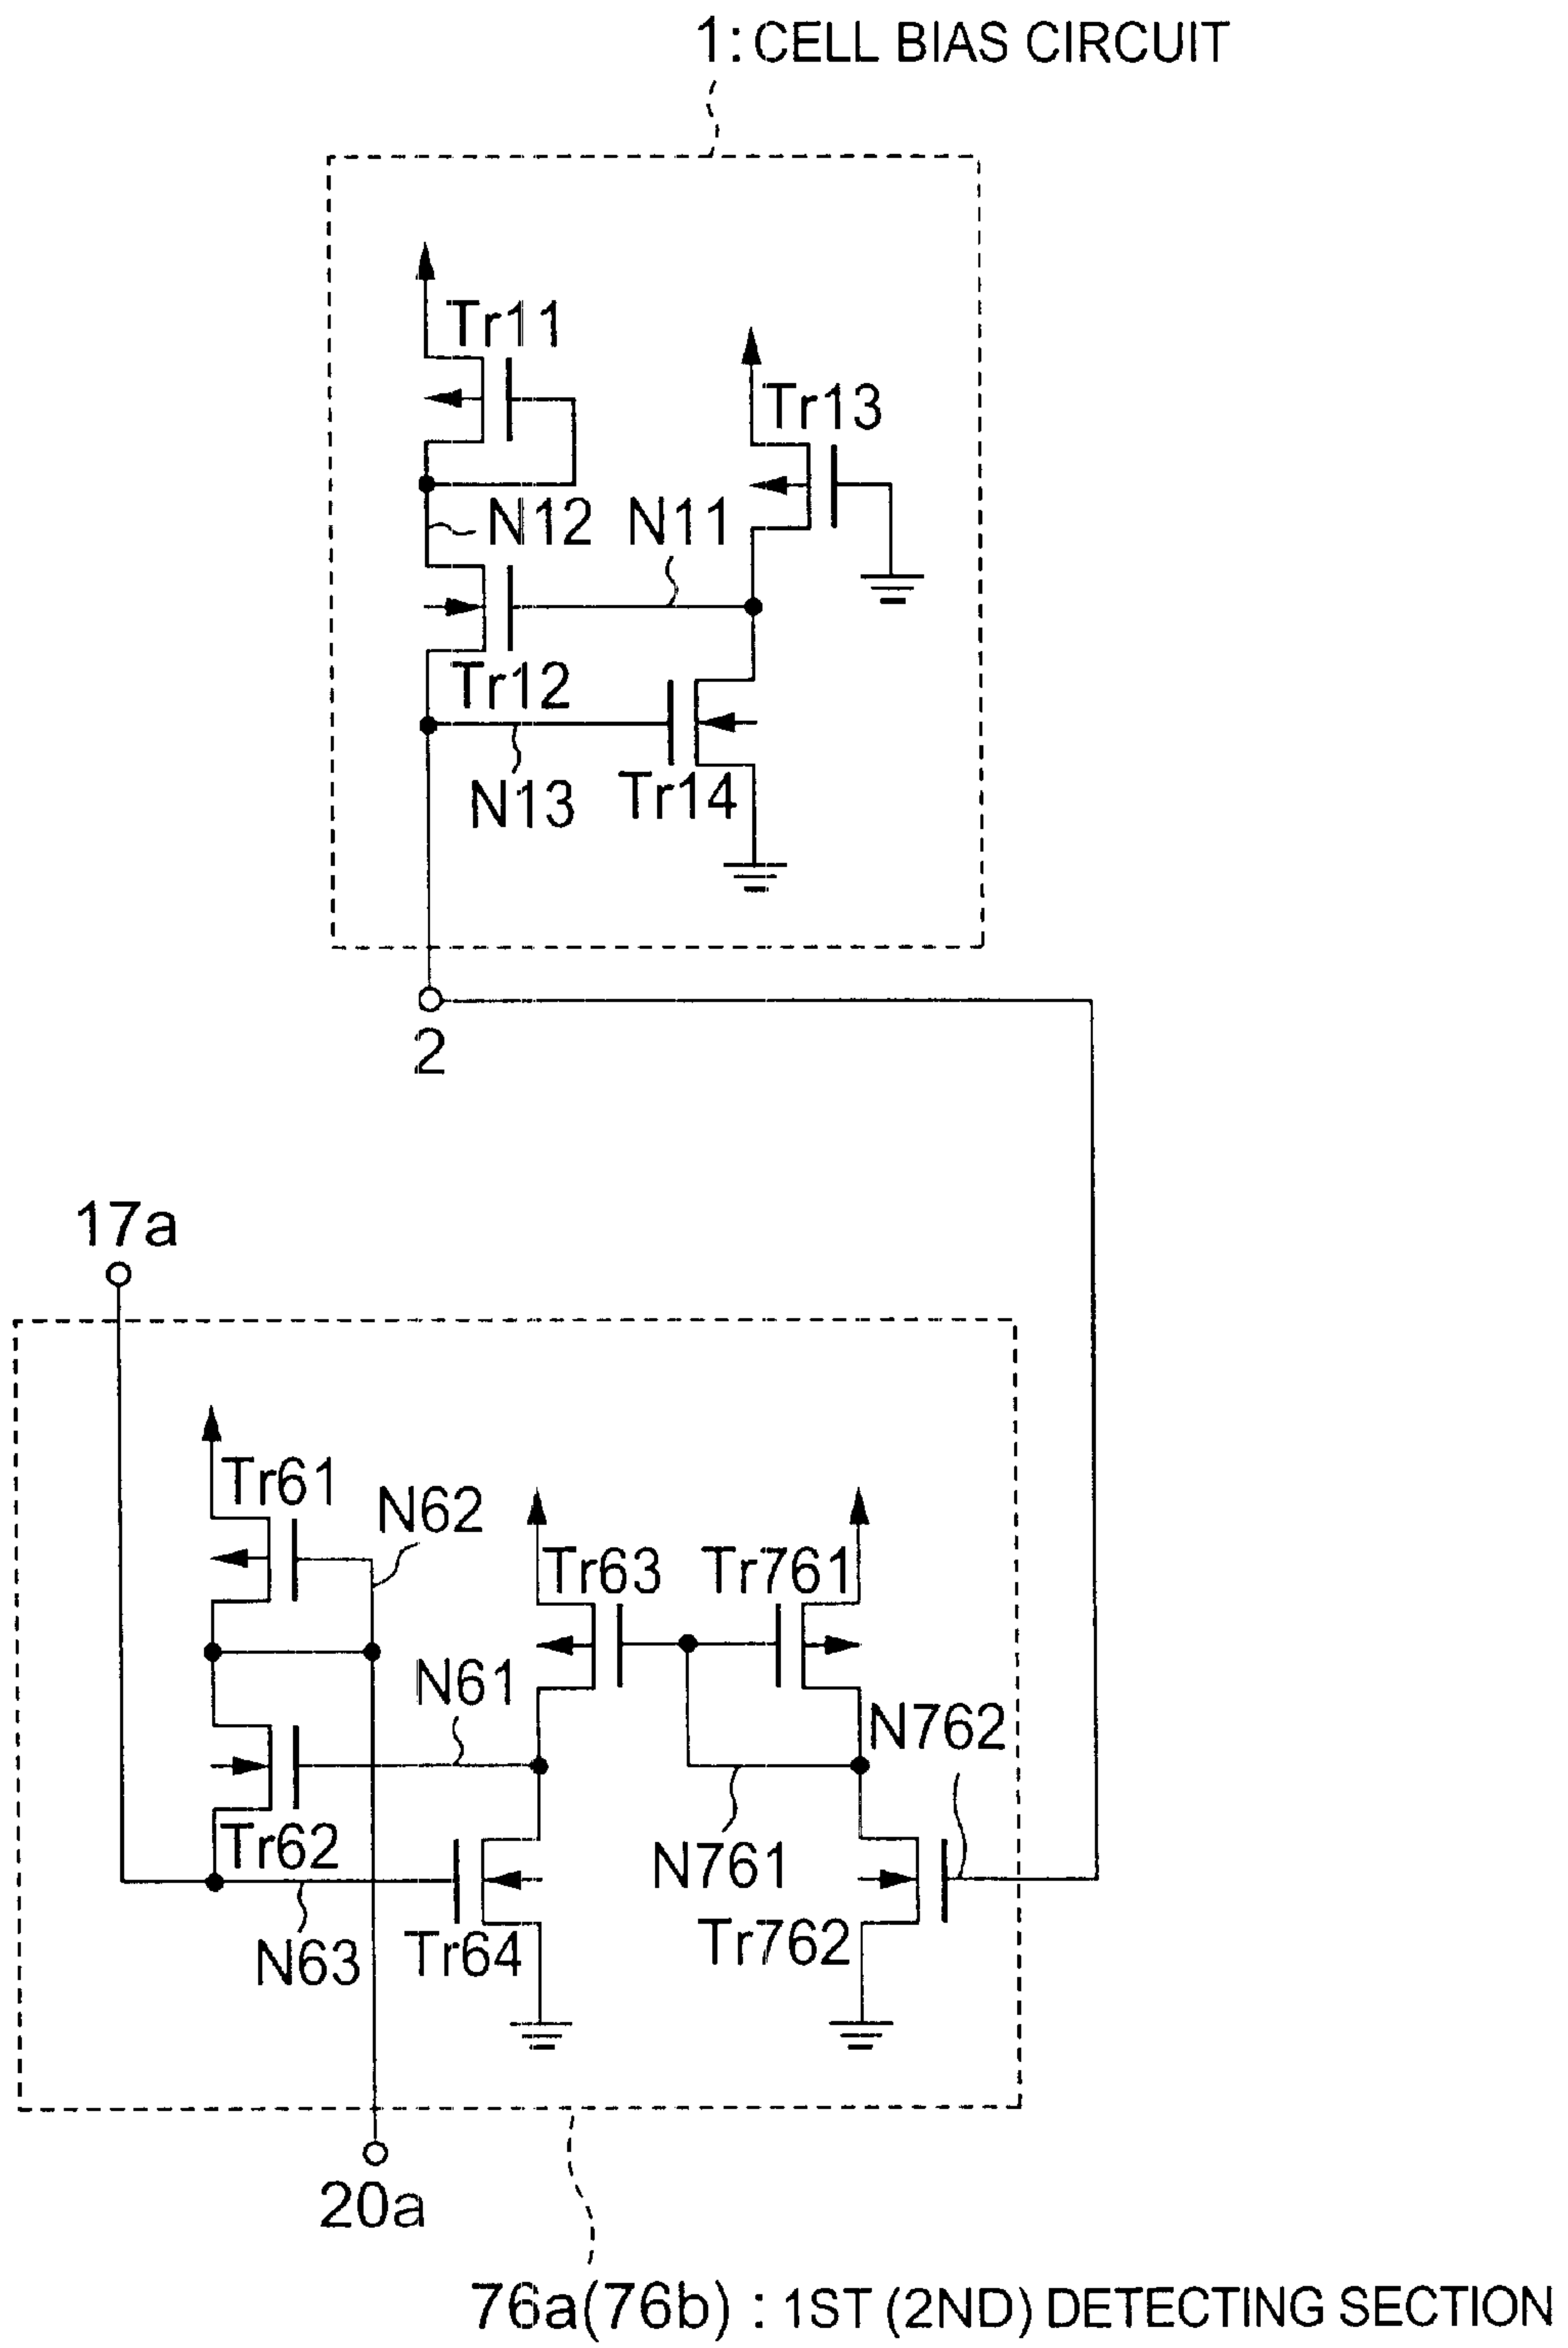 1: CELL BIAS CIRCUIT
Tr11
Tr13
N12
N11
Tr12
N13
Tr14
2
17a
Tr61
N62
Tr63
Tr761
N61
N762
Tr62
N761
N63
Tr64
Tr762
20a
76a(76b) : 1ST (2ND) DETECTING SECTION